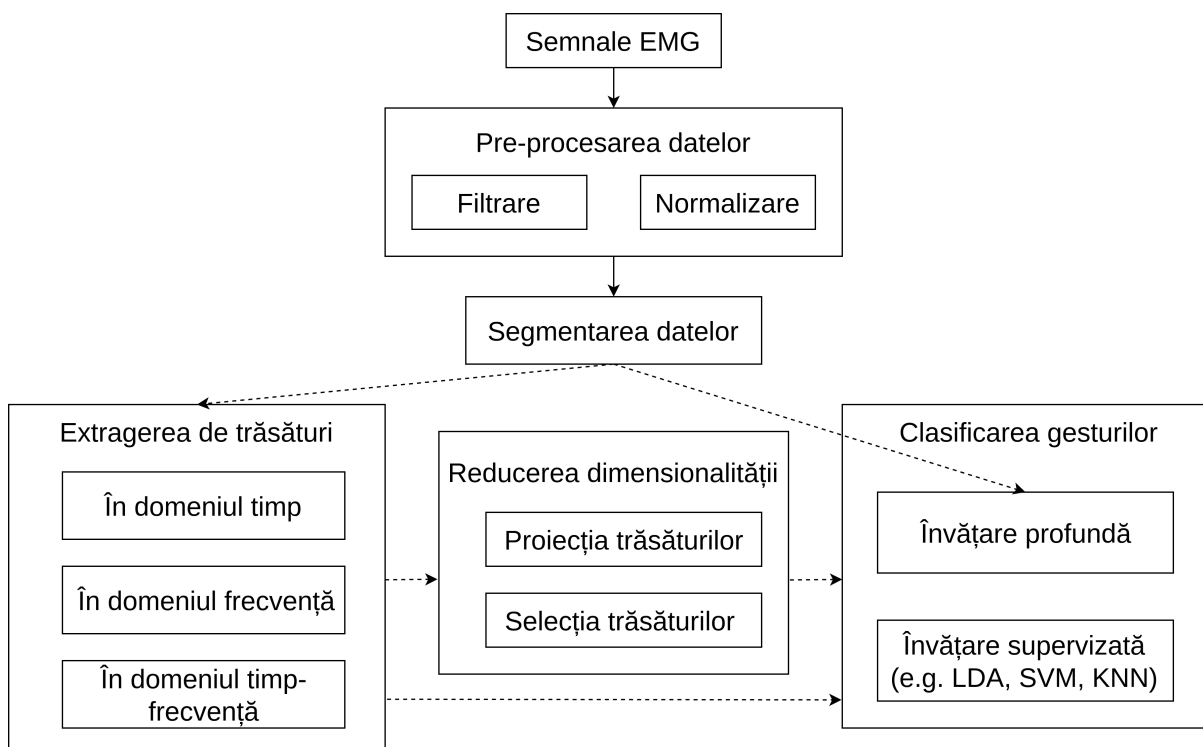 Semnale EMG
Pre-procesarea datelor
Filtrare
Normalizare
Segmentarea datelor
Extragerea de trăsături
În domeniul timp
În domeniul frecvență
În domeniul timp-
frecvență
Reducerea dimensionalității
Proiecția trăsăturilor
Selecția trăsăturilor
Clasificarea gesturilor
Învățare profundă
Învățare supervizată
(e.g. LDA, SVM, KNN)